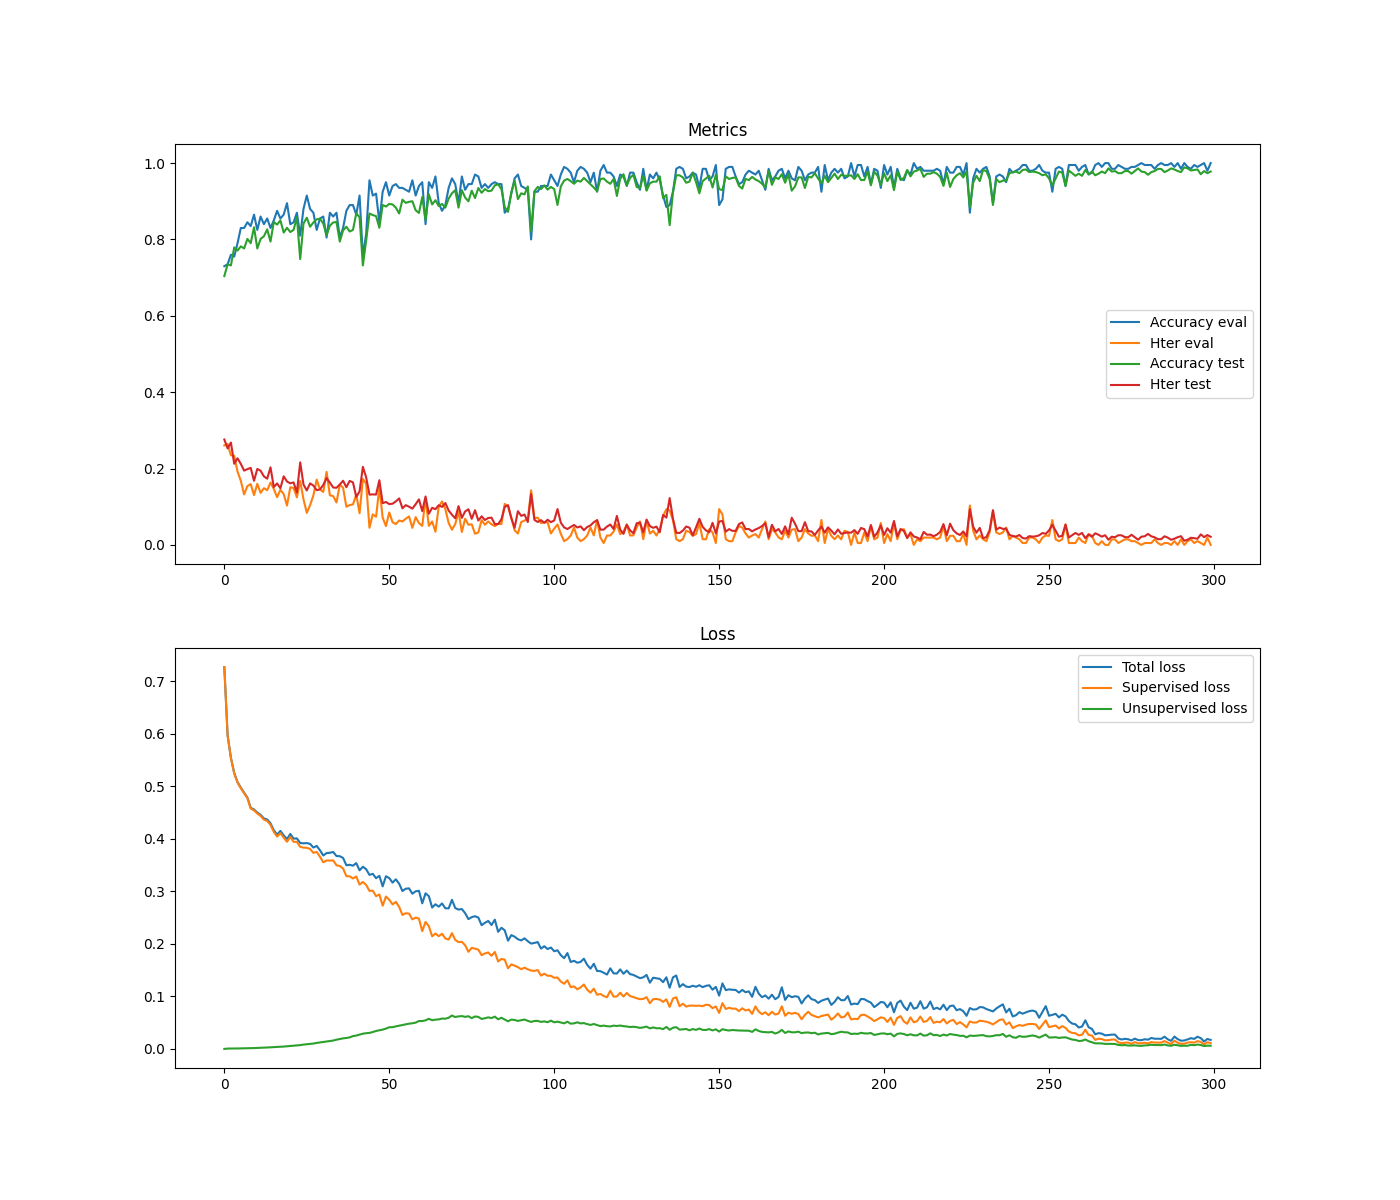 Metrics
1.0
0.8
0.6
0.4
0.2
0.0
Accuracy eval
Hter eval
Accuracy test
Hter test
0 50 100 150 200 250 300
Loss
0.7
0.6
0.5
0.4
0.3
0.2
0.1
0.0
Total loss
Supervised loss
Unsupervised loss
0 50 100 150 200 250 300